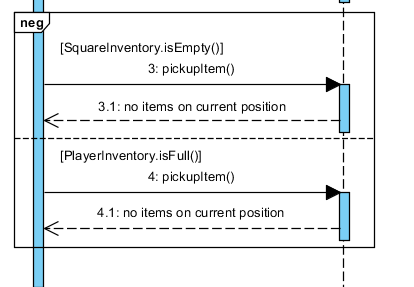 neg
[SquareInventory.isEmpty()]
3: pickupItem()
3.1: no items on current position
[PlayerInventory.isFull()]
4: pickupItem()
4.1: no items on current position